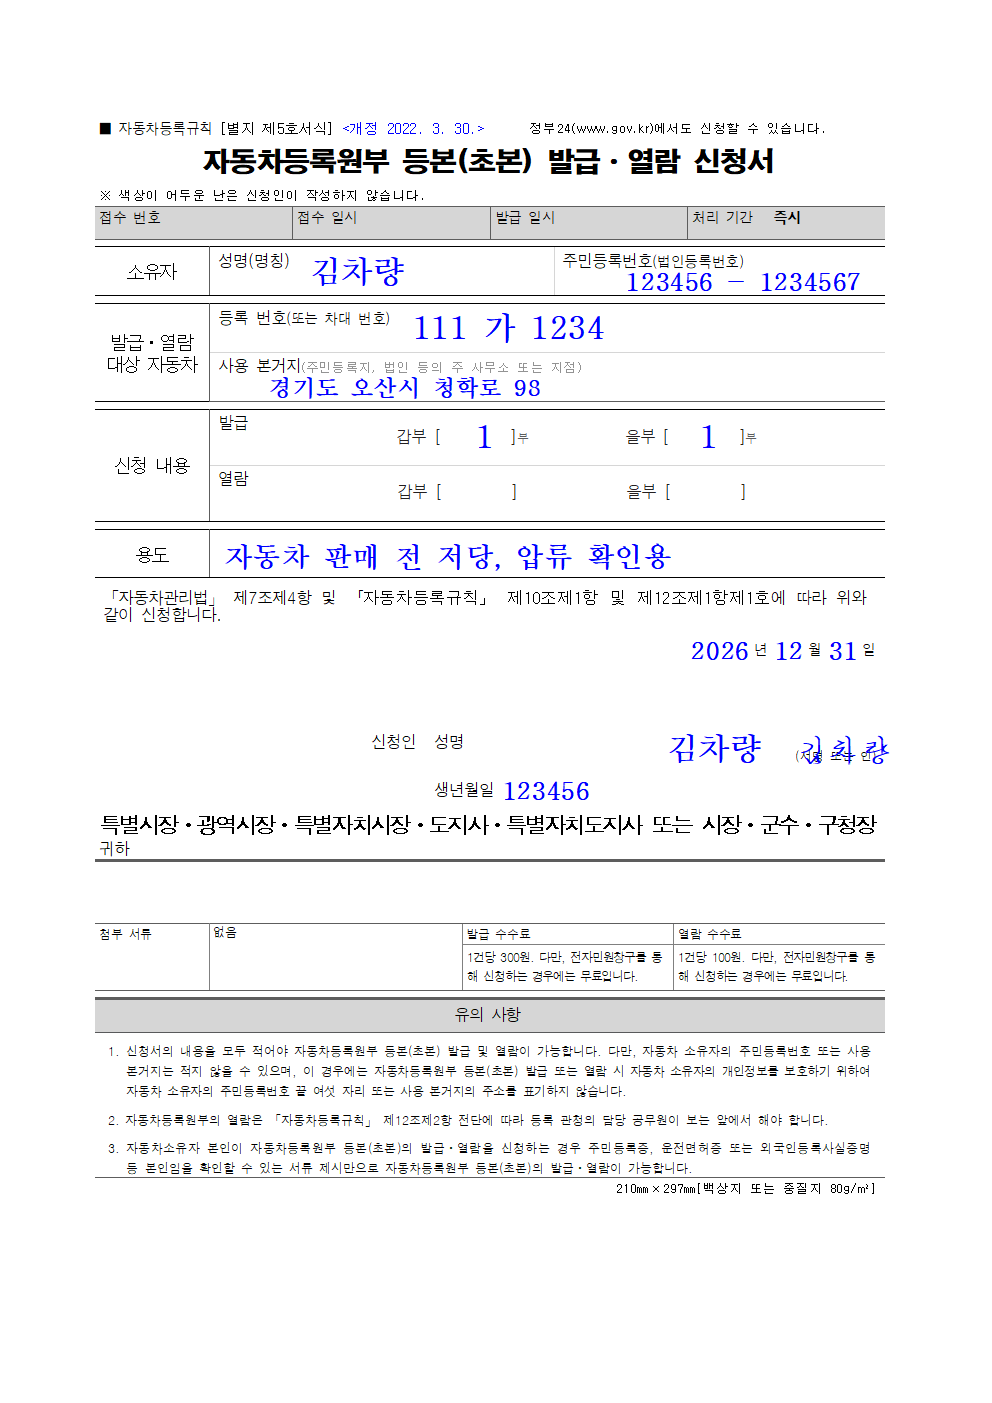 ■ 자동차등록규칙 [별지 제5호서식] <개정 2022. 3. 30.> 정부24(www.gov.kr)에서도 신청할 수 있습니다.
자동차등록원부 등본(초본) 발급ㆍ열람 신청서
※ 색상이 어두운 난은 신청인이 작성하지 않습니다.
접수 번호 접수 일시 발급 일시 처리 기간 즉시
소유자 성명(명칭) 김차량 주민등록번호(법인등록번호) 123456 - 1234567
발급ㆍ열람 대상 자동차
등록 번호(또는 차대 번호) 111 가 1234
사용 본거지(주민등록지, 법인 등의 주 사무소 또는 지점)
경기도 오산시 청학로 98
신청 내용
발급 갑부 [ 1 ]부 을부 [ 1 ]부
열람 갑부 [ ] 을부 [ ]
용도 자동차 판매 전 저당, 압류 확인용
「자동차관리법」 제7조제4항 및 「자동차등록규칙」 제10조제1항 및 제12조제1항제1호에 따라 위와
같이 신청합니다.
2026 년 12 월 31 일
신청인 성명 김차량 (서명 또는 인) 김차량
생년월일 123456
특별시장ㆍ광역시장ㆍ특별자치시장ㆍ도지사ㆍ특별자치도지사 또는 시장ㆍ군수ㆍ구청장
귀하
첨부 서류 없음 발급 수수료 열람 수수료
1건당 300원. 다만, 전자민원창구를 통 1건당 100원. 다만, 전자민원창구를 통
해 신청하는 경우에는 무료입니다. 해 신청하는 경우에는 무료입니다.
유의 사항
1. 신청서의 내용을 모두 적어야 자동차등록원부 등본(초본) 발급 및 열람이 가능합니다. 다만, 자동차 소유자의 주민등록번호 또는 사용
본거지는 적지 않을 수 있으며, 이 경우에는 자동차등록원부 등본(초본) 발급 또는 열람 시 자동차 소유자의 개인정보를 보호하기 위하여
자동차 소유자의 주민등록번호 끝 여섯 자리 또는 사용 본거지의 주소를 표기하지 않습니다.
2. 자동차등록원부의 열람은 「자동차등록규칙」 제12조제2항 전단에 따라 등록 관청의 담당 공무원이 보는 앞에서 해야 합니다.
3. 자동차소유자 본인이 자동차등록원부 등본(초본)의 발급ㆍ열람을 신청하는 경우 주민등록증, 운전면허증 또는 외국인등록사실증명
등 본인임을 확인할 수 있는 서류 제시만으로 자동차등록원부 등본(초본)의 발급ㆍ열람이 가능합니다.
210㎜×297㎜[백상지 또는 중질지 80g/㎡]